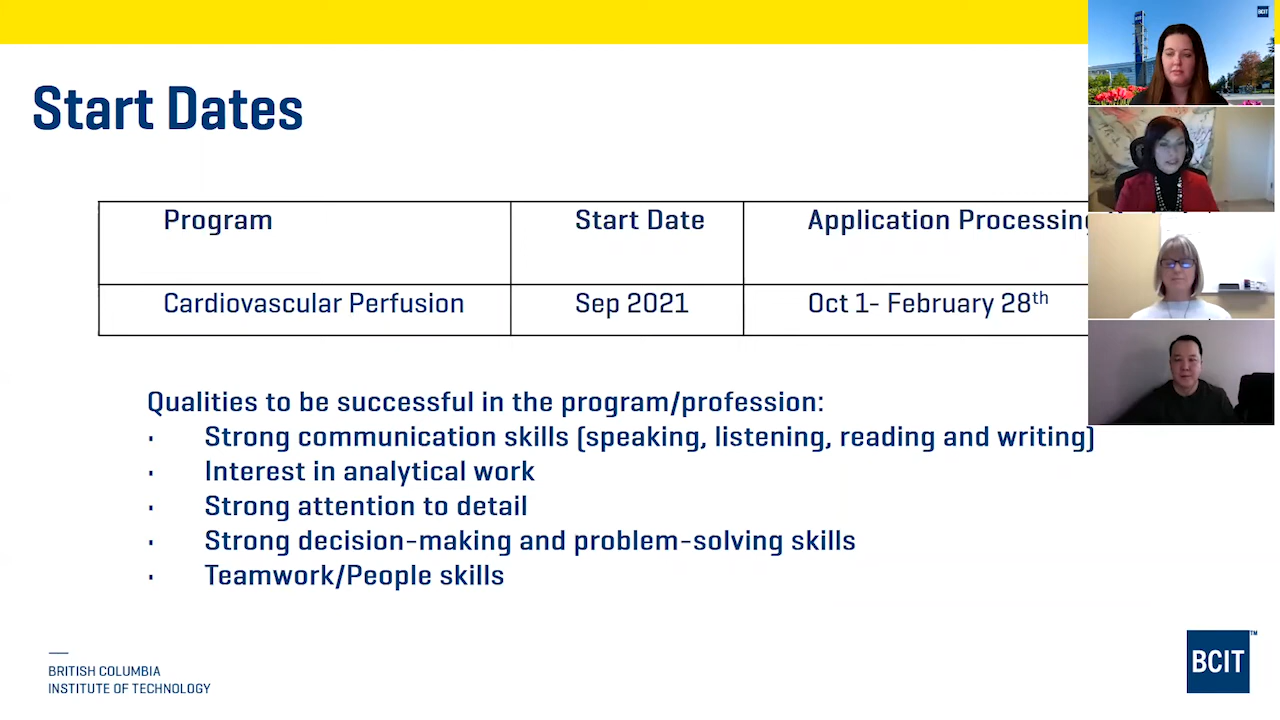 Start Dates
Program Start Date Application Processing
Cardiovascular Perfusion Sep 2021 Oct 1- February 28th
Qualities to be successful in the program/profession:
· Strong communication skills (speaking, listening, reading and writing)
· Interest in analytical work
· Strong attention to detail
· Strong decision-making and problem-solving skills
· Teamwork/People skills
BRITISH COLUMBIA
INSTITUTE OF TECHNOLOGY
BCIT™
BCIT